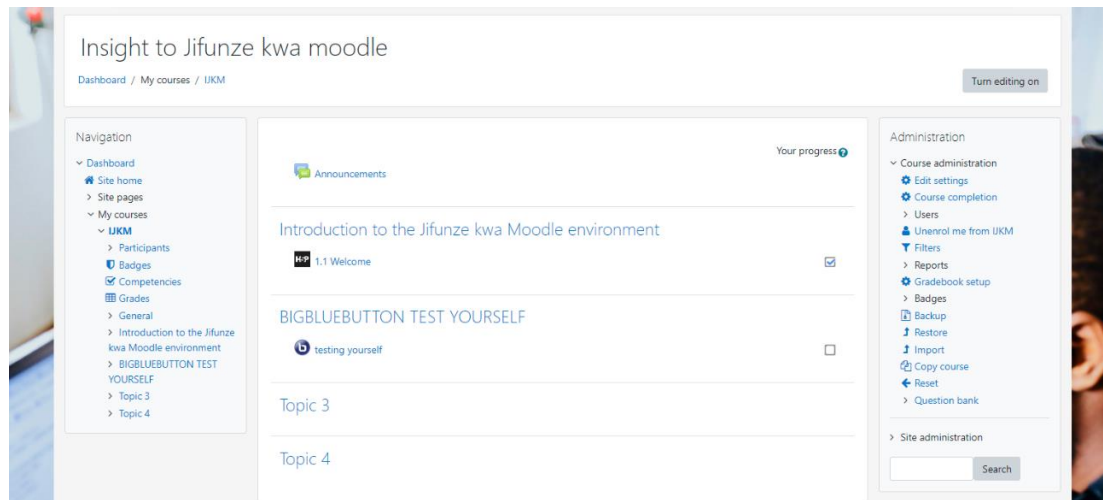 Insight to Jifunze kwa moodle
Dashboard / My courses / IJKM
Turn editing on
Navigation
Dashboard
Site home
Site pages
My courses
IJKM
Participants
Badges
Competencies
Grades
General
Introduction to the Jifunze
kwa Moodle environment
BIGBLUEBUTTON TEST
YOURSELF
Topic 3
Topic 4
Your progress
Announcements
Introduction to the Jifunze kwa Moodle environment
H-P 1.1 Welcome
BIGBLUEBUTTON TEST YOURSELF
b testing yourself
Topic 3
Topic 4
Administration
Course administration
Edit settings
Course completion
Users
Unenrol me from IJKM
Filters
Reports
Gradebook setup
Badges
Backup
Restore
Import
Copy course
Reset
Question bank
Site administration
Search